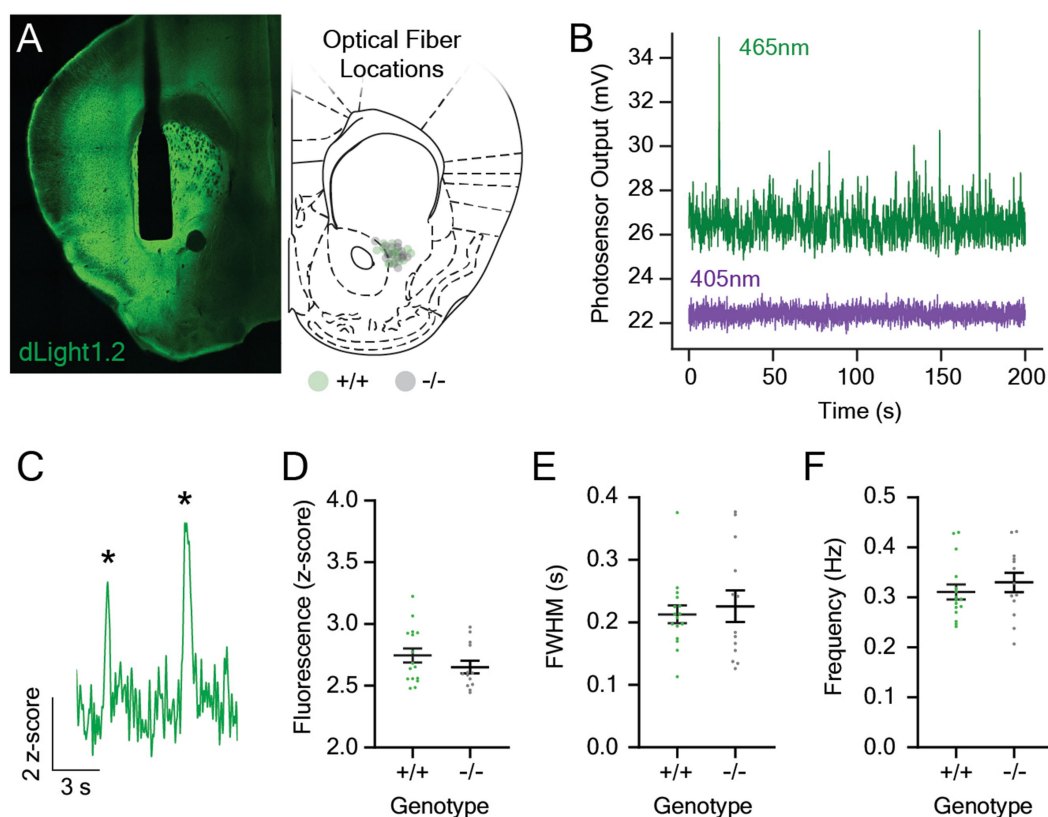 A
Optical Fiber
Locations
dLight1.2
+/+
-/-
B
Photosensor Output (mV)
34
32
30
28
26
24
22
465nm
405nm
0
50
100
150
200
Time (s)
C
*
*
2 z-score
3 s
D
Fluorescence (z-score)
4.0
3.5
3.0
2.5
2.0
+/+
-/-
Genotype
E
FWHM (s)
0.4
0.3
0.2
0.1
0.0
+/+
-/-
Genotype
F
Frequency (Hz)
0.5
0.4
0.3
0.2
0.1
0.0
+/+
-/-
Genotype